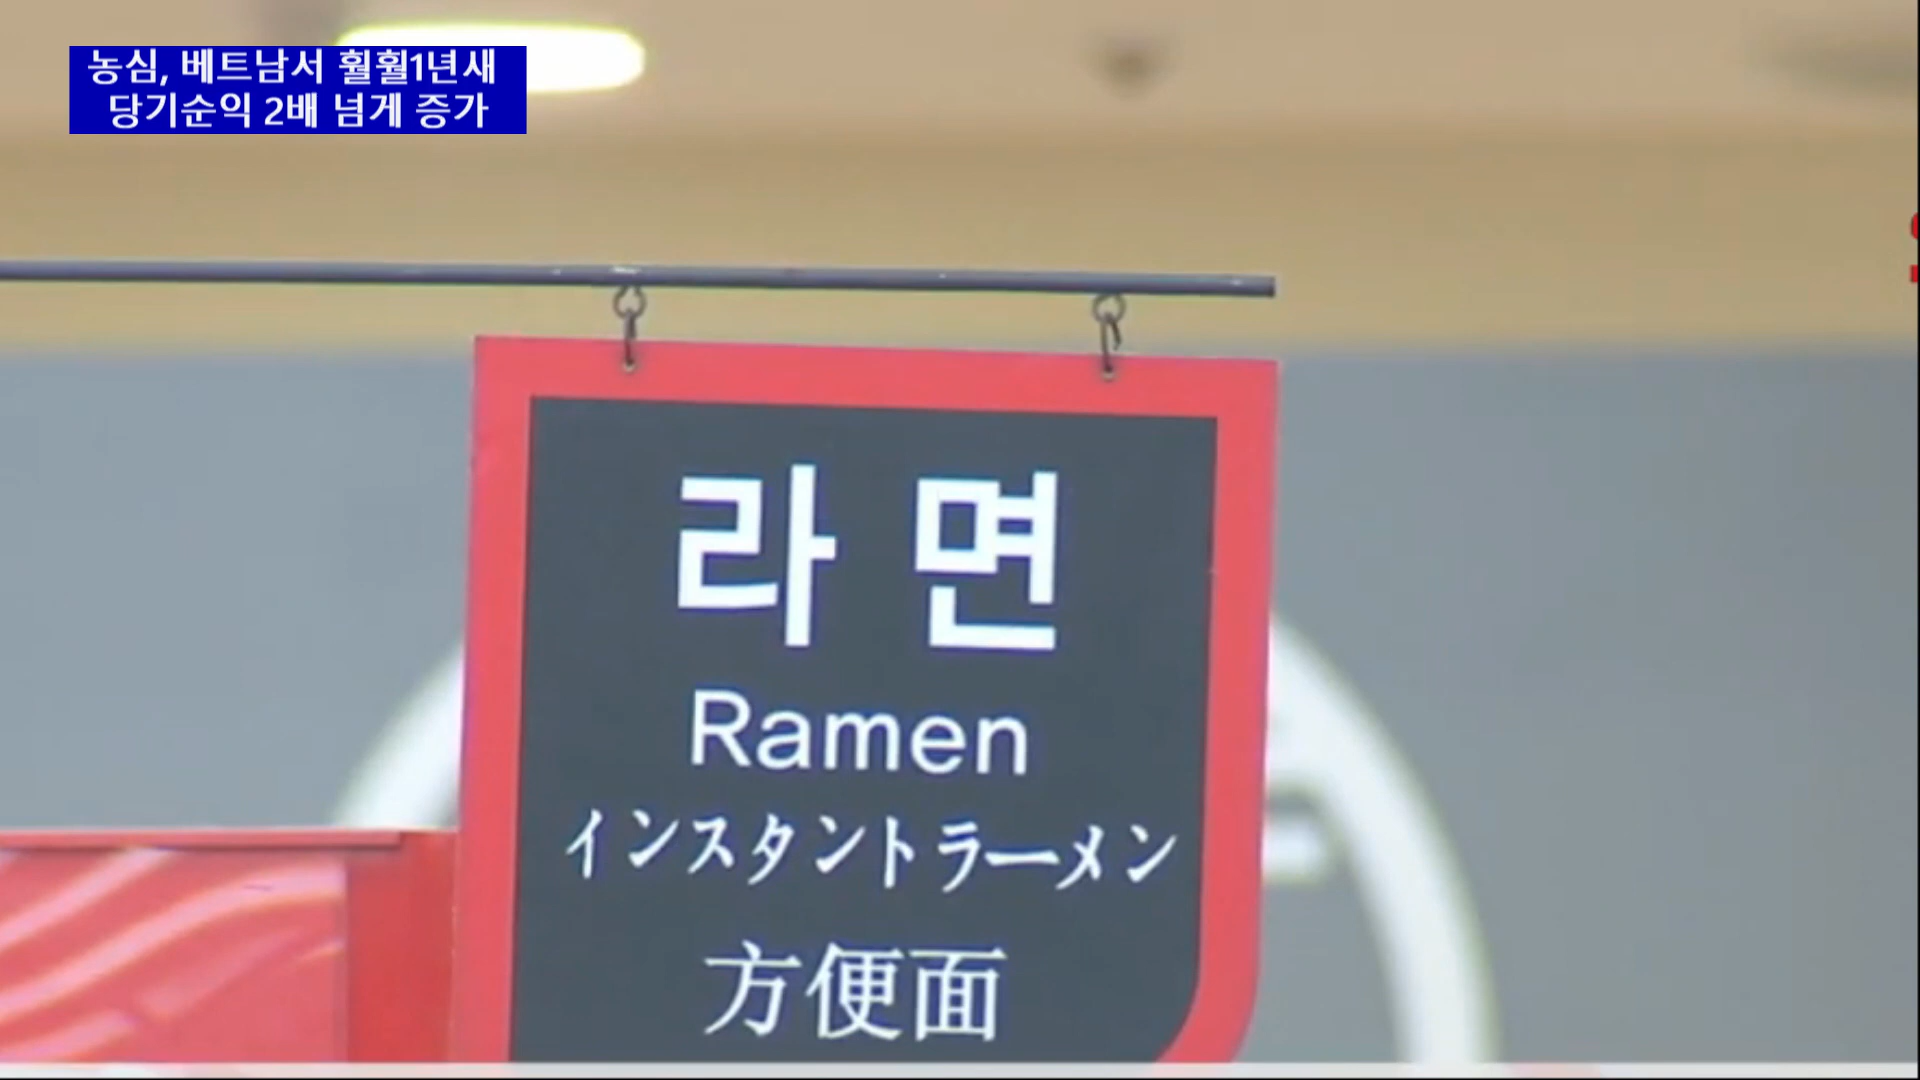 농심, 베트남서 훨훨1년새
당기순익 2배 넘게 증가
라면
Ramen
インスタントラーメン
方便面